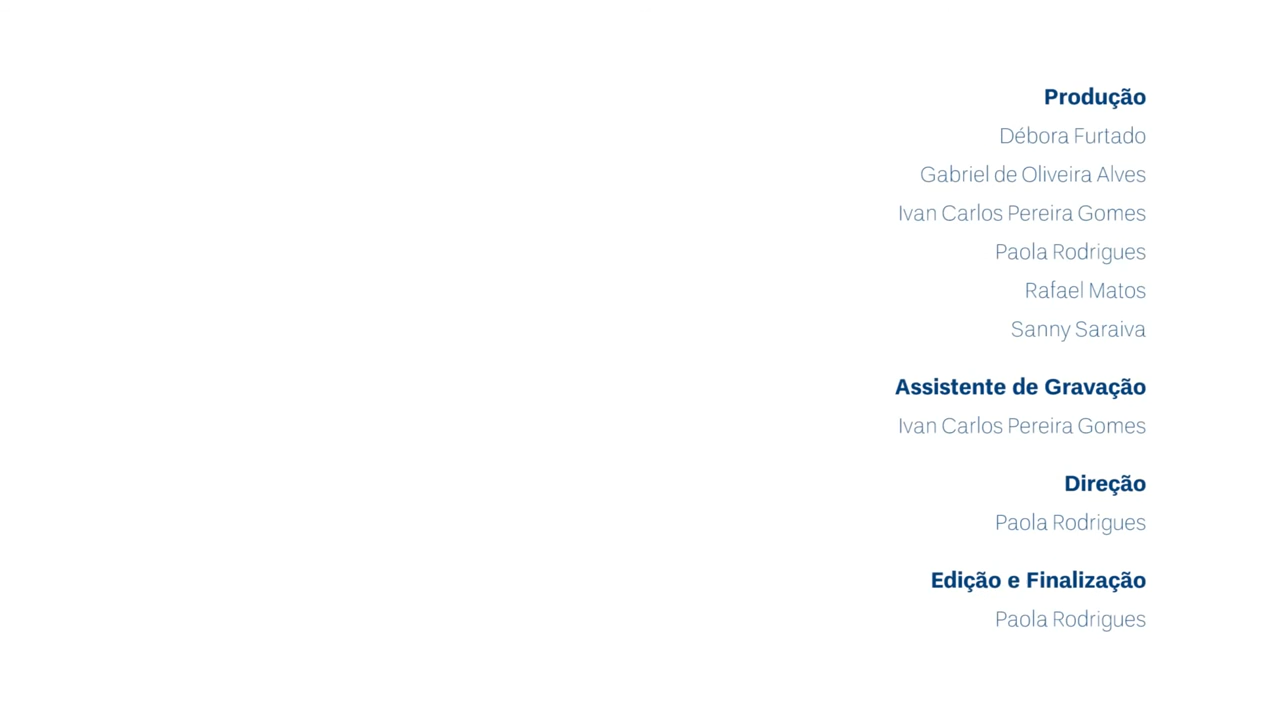 Produção
Débora Furtado
Gabriel de Oliveira Alves
Ivan Carlos Pereira Gomes
Paola Rodrigues
Rafael Matos
Sanny Saraiva
Assistente de Gravação
Ivan Carlos Pereira Gomes
Direção
Paola Rodrigues
Edição e Finalização
Paola Rodrigues